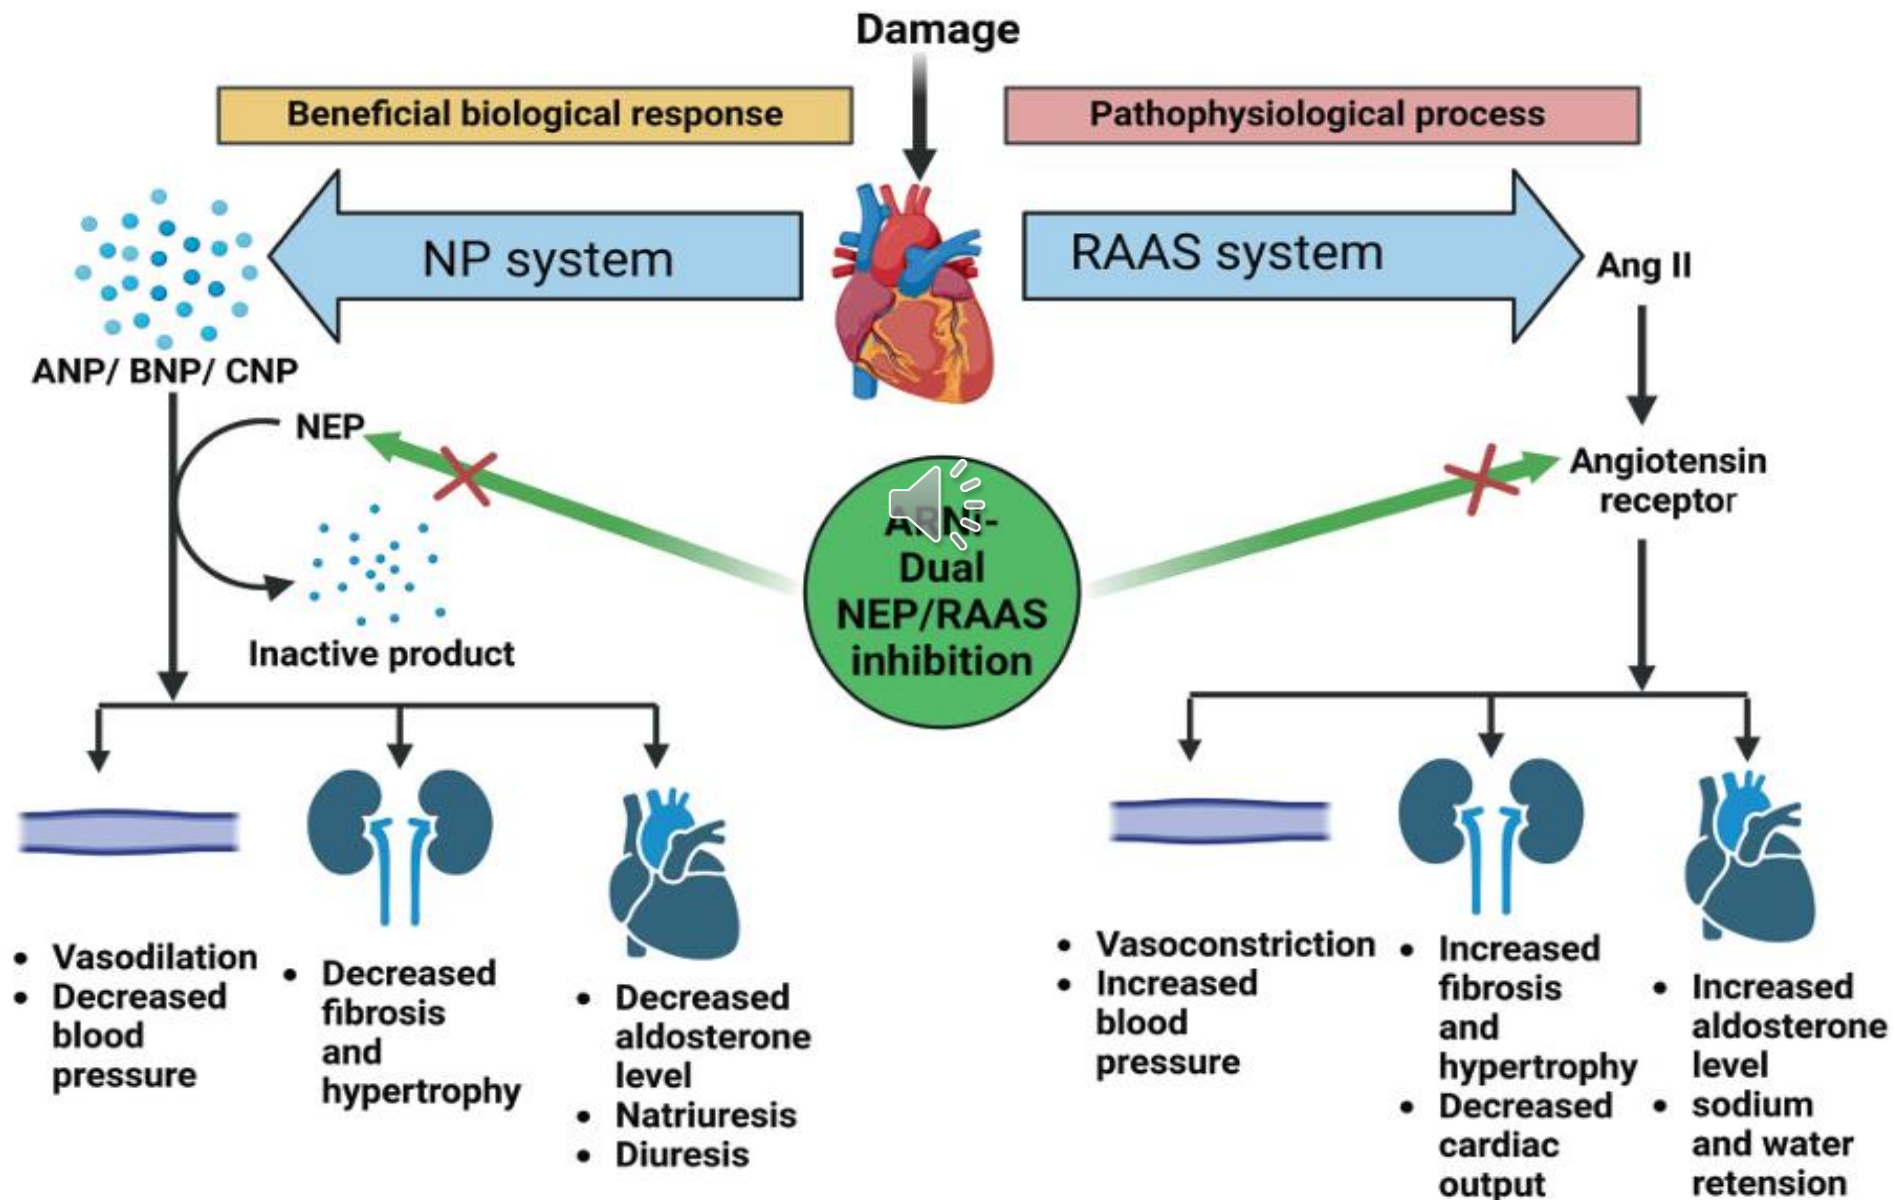 Damage
Beneficial biological response
Pathophysiological process
NP system
RAAS system
Ang II
ANP/ BNP/ CNP
NEP
Angiotensin
receptor
ARNi-
Dual
NEP/RAAS
inhibition
Inactive product
• Vasodilation
• Decreased
blood
pressure
• Decreased
fibrosis
and
hypertrophy
• Decreased
aldosterone
level
• Natriuresis
• Diuresis
• Vasoconstriction
• Increased
blood
pressure
• Increased
fibrosis
and
hypertrophy
• Decreased
cardiac
output
• Increased
aldosterone
level
• sodium
and water
retension